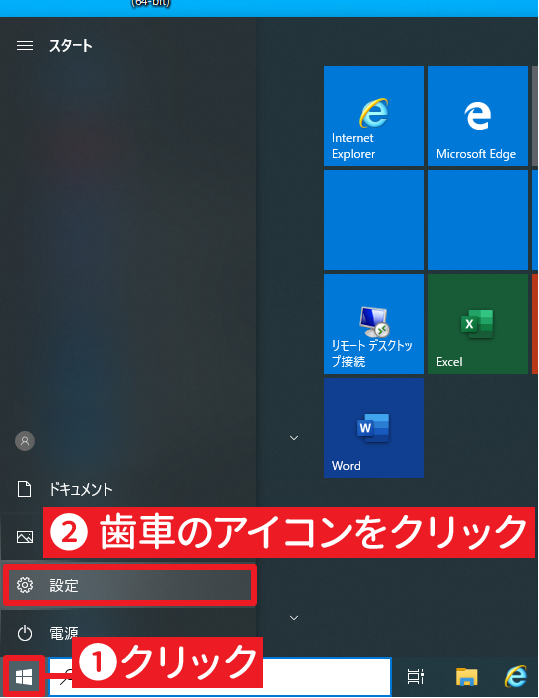 (64-bit)
スタート
Internet
Explorer
Microsoft Edge
リモート デスクトッ
プ接続
Excel
W
Word
ドキュメント
❷ 歯車のアイコンをクリック
設定
電源
❶クリック